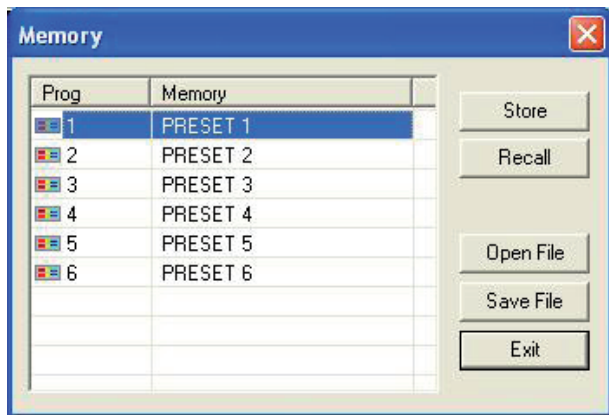 Memory
Prog Memory
1 PRESET 1
2 PRESET 2
3 PRESET 3
4 PRESET 4
5 PRESET 5
6 PRESET 6
Store
Recall
Open File
Save File
Exit